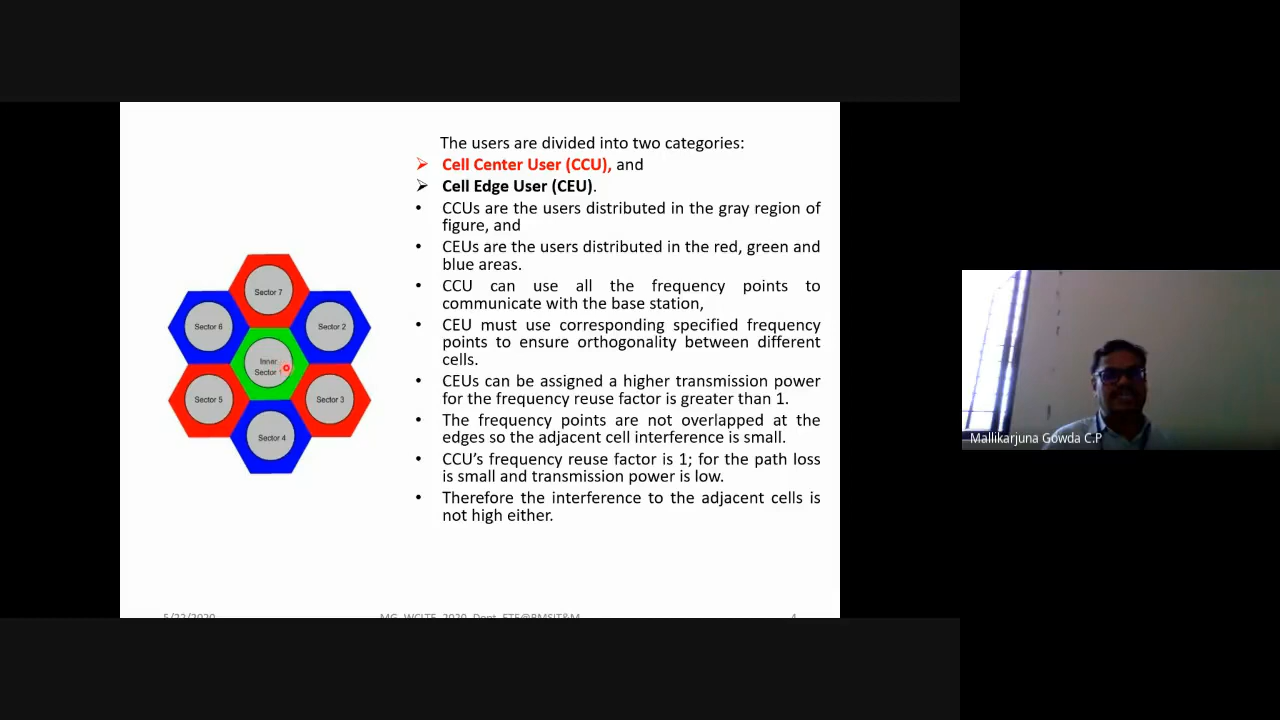 The users are divided into two categories:
Cell Center User (CCU), and
Cell Edge User (CEU).
CCUs are the users distributed in the gray region of
figure, and
CEUs are the users distributed in the red, green and
blue areas.
CCU can use all the frequency points to
communicate with the base station,
CEU must use corresponding specified frequency
points to ensure orthogonality between different
cells.
CEUs can be assigned a higher transmission power
for the frequency reuse factor is greater than 1.
The frequency points are not overlapped at the
edges so the adjacent cell interference is small.
CCU's frequency reuse factor is 1; for the path loss
is small and transmission power is low.
Therefore the interference to the adjacent cells is
not high either.
Sector 7
Sector 6
Sector 2
Inner
Sector
Sector 5
Sector 3
Sector 4
Mallikarjuna Gowda C.P
5/22/2020
MG_WCLTE_2020_Dept. ETE@BMSIT&M
4